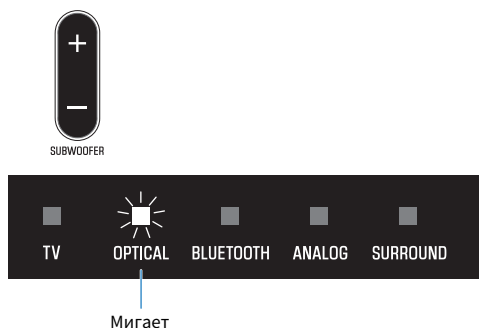 +
−
SUBWOOFER
TV OPTICAL BLUETOOTH ANALOG SURROUND
Мигает